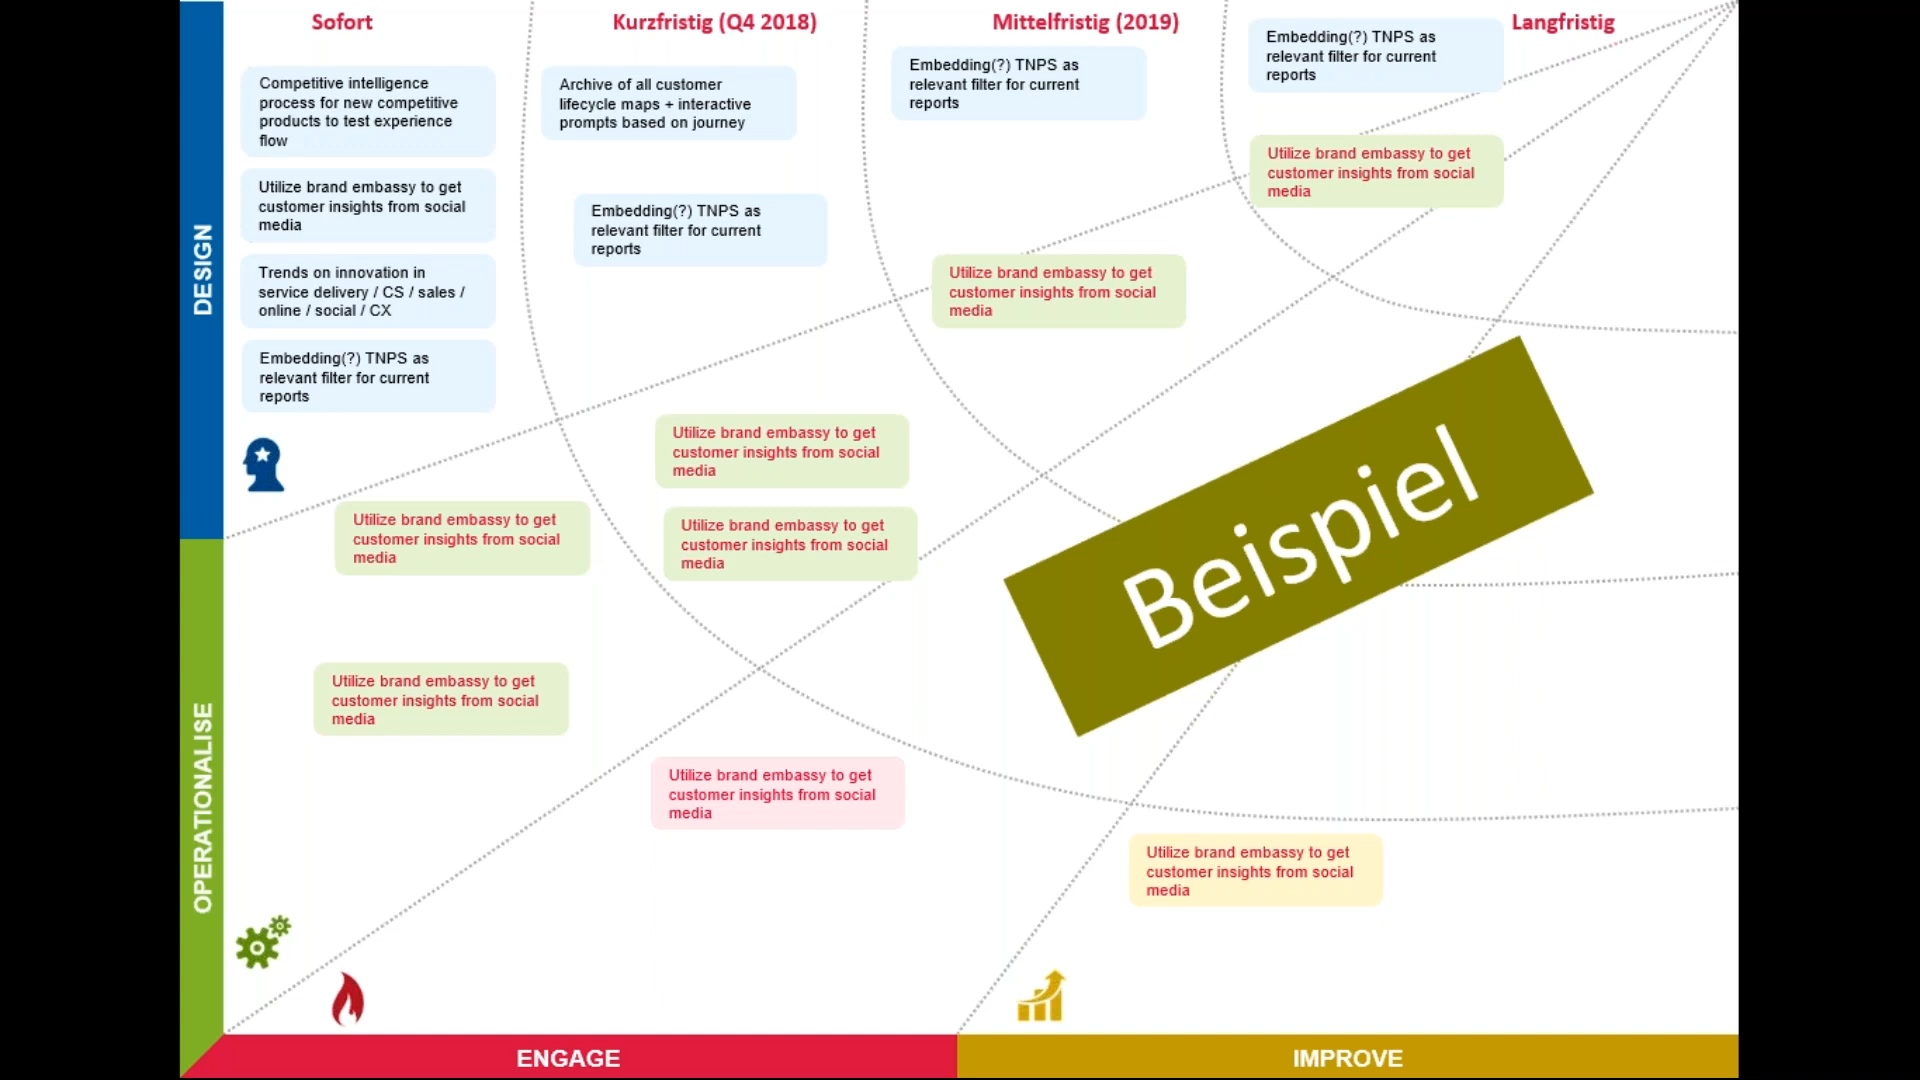 Sofort
Kurzfristig (Q4 2018)
Mittelfristig (2019)
Langfristig
Competitive intelligence
process for new competitive
products to test experience
flow
Utilize brand embassy to get
customer insights from social
media
Trends on innovation in
service delivery / CS / sales /
online / social / CX
Embedding(?) TNPS as
relevant filter for current
reports
Archive of all customer
lifecycle maps + interactive
prompts based on journey
Embedding(?) TNPS as
relevant filter for current
reports
Embedding(?) TNPS as
relevant filter for current
reports
Embedding(?) TNPS as
relevant filter for current
reports
DESIGN
Utilize brand embassy to get
customer insights from social
media
Utilize brand embassy to get
customer insights from social
media
Utilize brand embassy to get
customer insights from social
media
Utilize brand embassy to get
customer insights from social
media
Utilize brand embassy to get
customer insights from social
media
Utilize brand embassy to get
customer insights from social
media
OPERATIONALISE
Beispiel
Utilize brand embassy to get
customer insights from social
media
Utilize brand embassy to get
customer insights from social
media
ENGAGE
IMPROVE